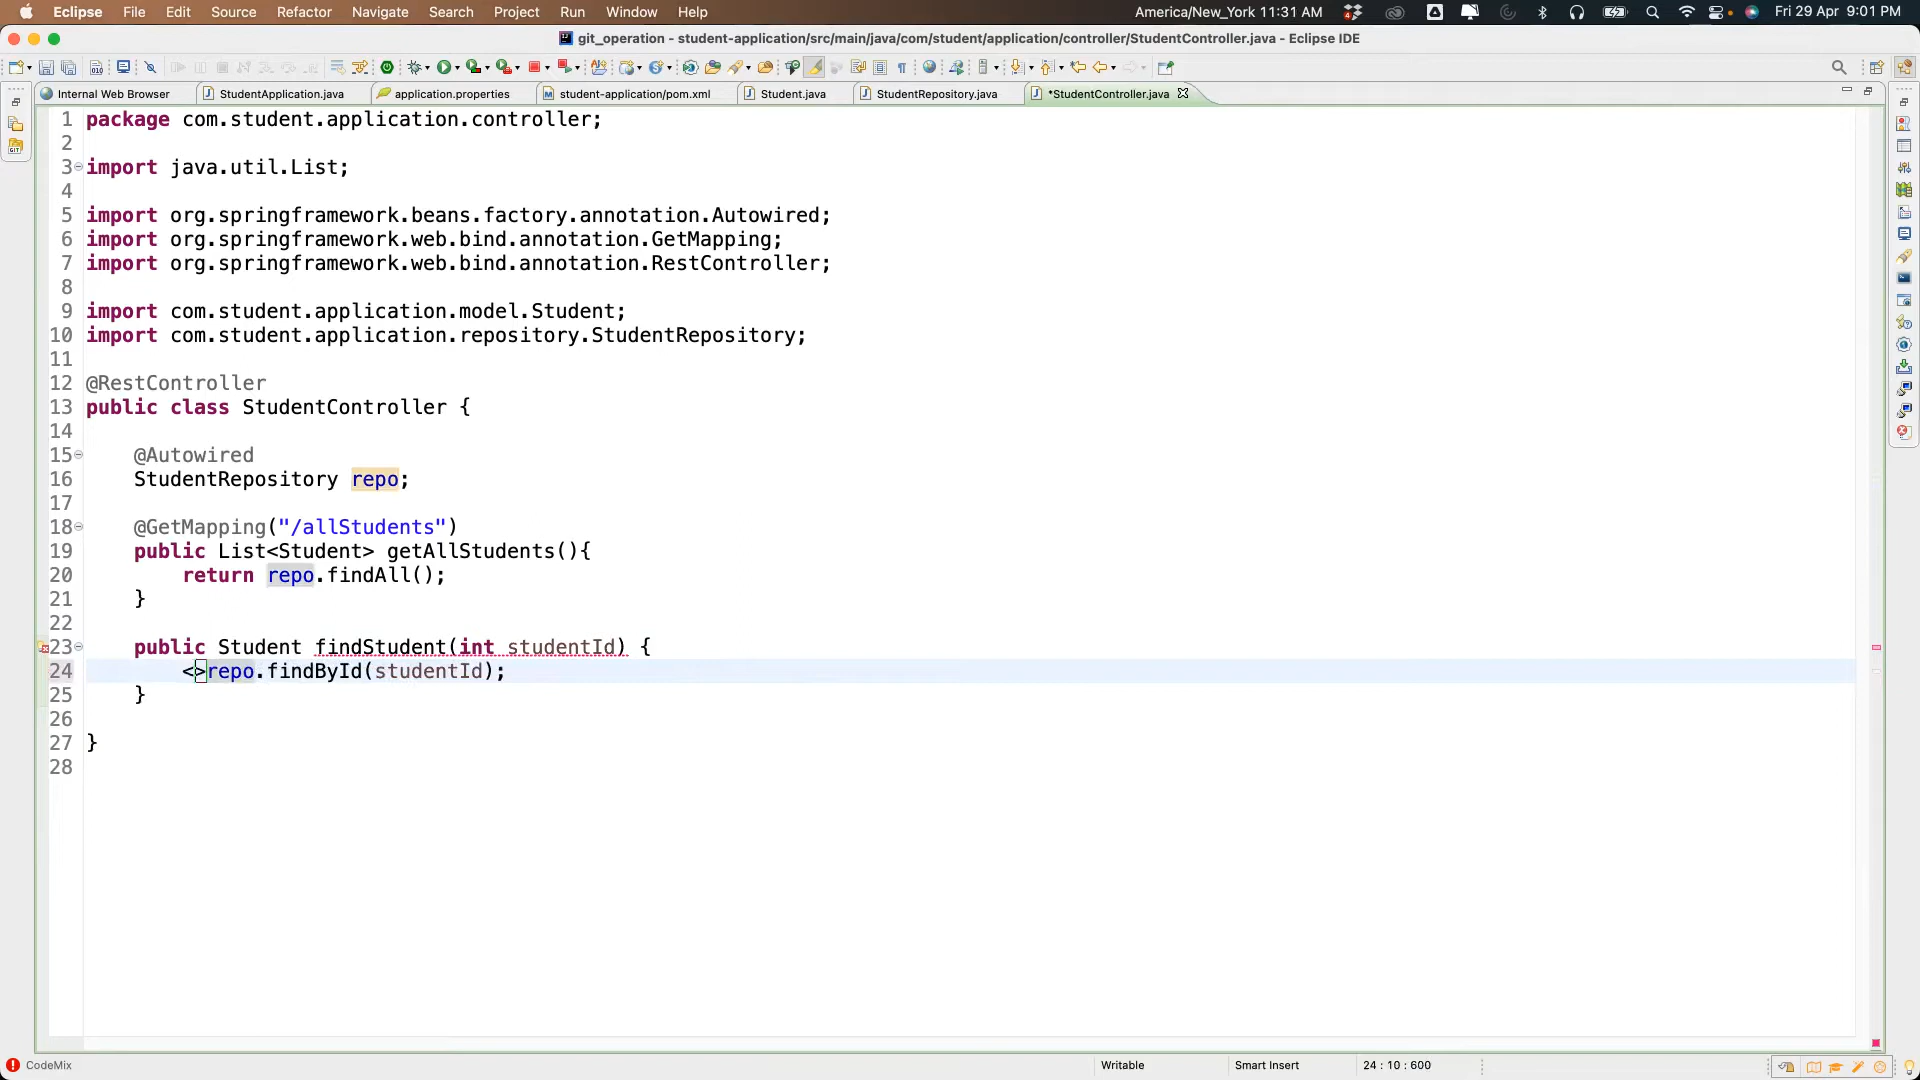 Eclipse File Edit Source Refactor Navigate Search Project Run Window Help America/New_York 11:31 AM Fri 29 Apr 9:01 PM
git_operation - student-application/src/main/java/com/student/application/controller/StudentController.java - Eclipse IDE
Internal Web Browser StudentApplication.java application.properties student-application/pom.xml Student.java StudentRepository.java *StudentController.java
1 package com.student.application.controller;
2
3 import java.util.List;
4
5 import org.springframework.beans.factory.annotation.Autowired;
6 import org.springframework.web.bind.annotation.GetMapping;
7 import org.springframework.web.bind.annotation.RestController;
8
9 import com.student.application.model.Student;
10 import com.student.application.repository.StudentRepository;
11
12 @RestController
13 public class StudentController {
14
15 @Autowired
16 StudentRepository repo;
17
18 @GetMapping("/allStudents")
19 public List<Student> getAllStudents(){
20 return repo.findAll();
21 }
22
23 public Student findStudent(int studentId) {
24 <>repo.findById(studentId);
25 }
26
27 }
28
CodeMix Writable Smart Insert 24 : 10 : 600